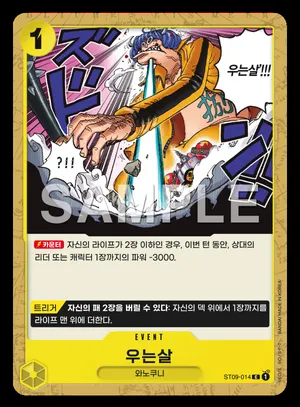 1
우는살!!!
?!!
ズドン!
SAMPLE
카운터 자신의 라이프가 2장 이하인 경우, 이번 턴 동안, 상대의
리더 또는 캐릭터 1장까지의 파워 -3000.
트리거 자신의 패 2장을 버릴 수 있다: 자신의 덱 위에서 1장까지를
라이프 맨 위에 더한다.
EVENT
우는살
와노쿠니
ST09-014 C 1